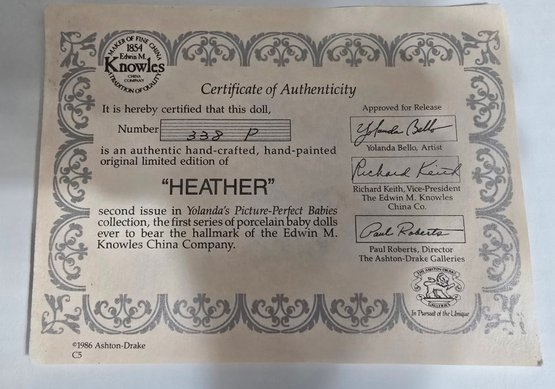 MAKER OF FINE CHINA
1854
Edwin M.
Knowles
CHINA
COMPANY
TRADITION OF QUALITY
Certificate of Authenticity
It is hereby certified that this doll,
Number 338 P
is an authentic hand-crafted, hand-painted
original limited edition of
"HEATHER"
second issue in Yolanda's Picture-Perfect Babies
collection, the first series of porcelain baby dolls
ever to bear the hallmark of the Edwin M.
Knowles China Company.
Approved for Release
Yolanda Bello
Yolanda Bello, Artist
Richard Keith
Richard Keith, Vice-President
The Edwin M. Knowles
China Co.
Paul Roberts
Paul Roberts, Director
The Ashton-Drake Galleries
THE ASHTON-DRAKE
GALLERIES
In Pursuit of the Unique
©1986 Ashton-Drake
C5